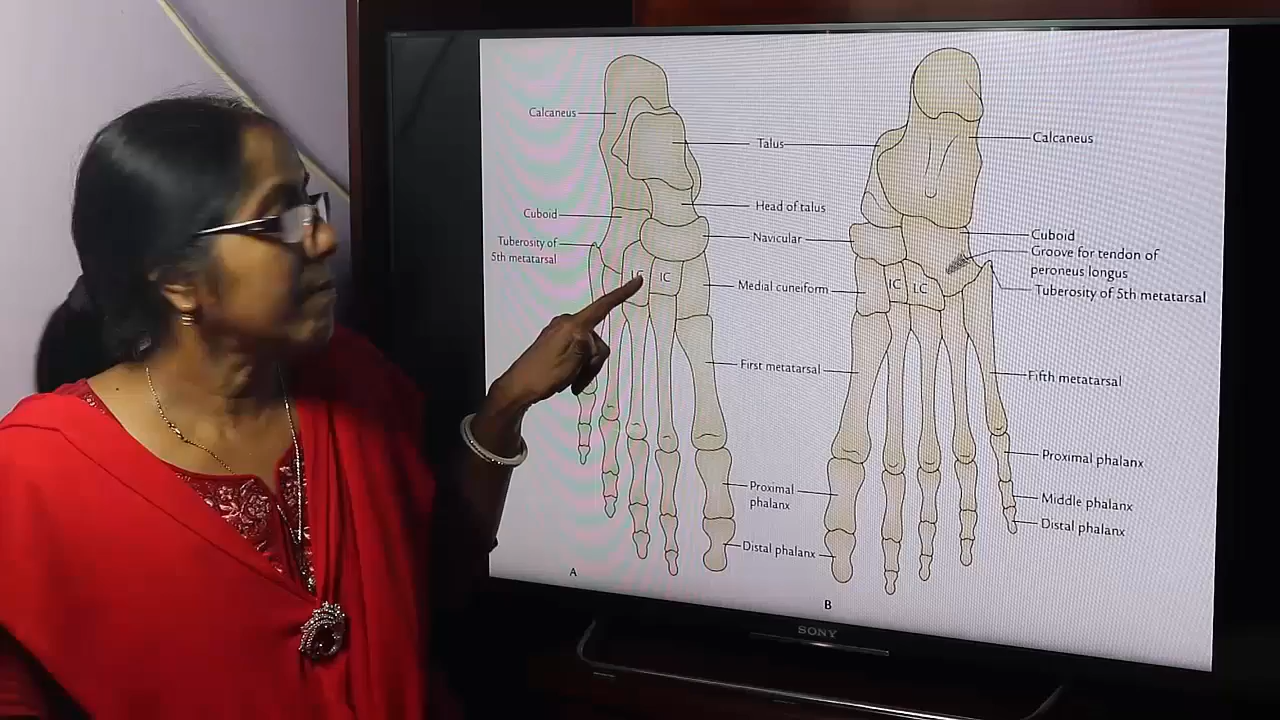 Calcaneus
Talus
Calcaneus
Cuboid
Head of talus
Tuberosity of
5th metatarsal
Navicular
Cuboid
Groove for tendon of
peroneus longus
LC
IC
Medial cuneiform
IC
LC
Tuberosity of 5th metatarsal
First metatarsal
Fifth metatarsal
Proximal
phalanx
Proximal phalanx
Middle phalanx
Distal phalanx
Distal phalanx
A
B
SONY